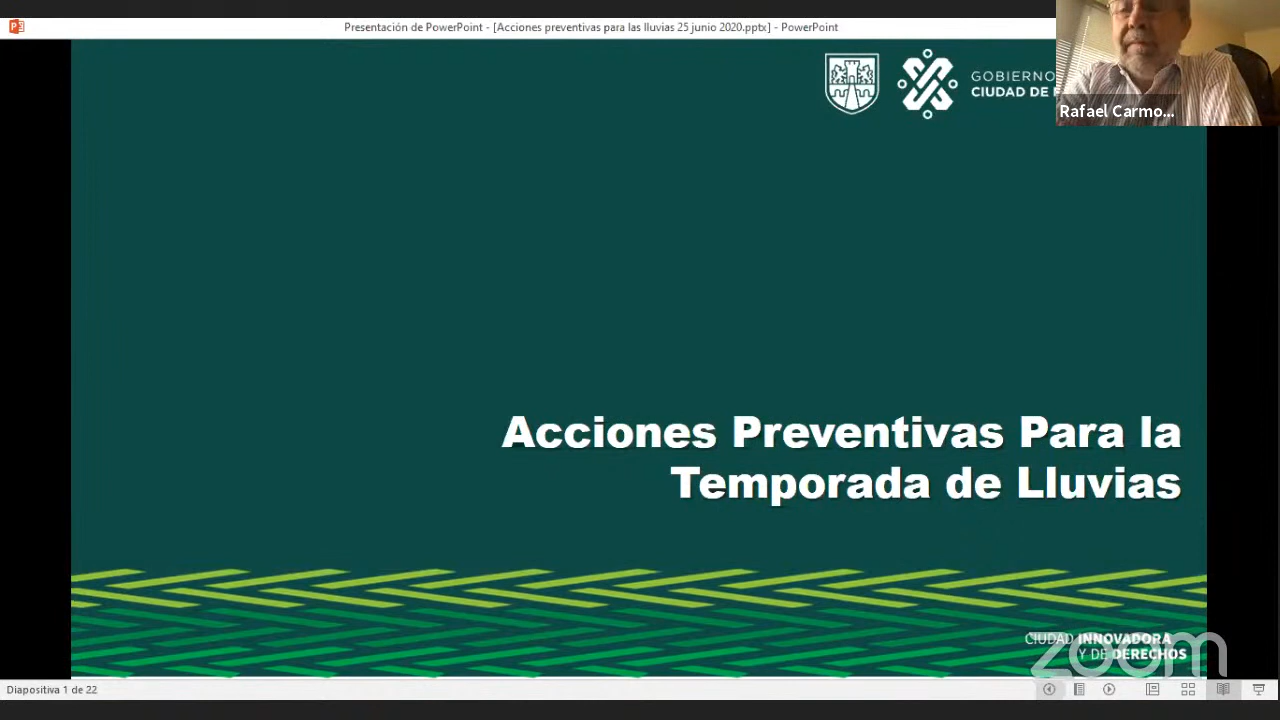 Presentación de PowerPoint - [Acciones preventivas para las lluvias 25 junio 2020.pptx] - PowerPoint
GOBIERNO
CIUDAD DE
Rafael Carmo...
Acciones Preventivas Para la
Temporada de Lluvias
CIUDAD INNOVADORA
Y DE DERECHOS
zoom
Diapositiva 1 de 22